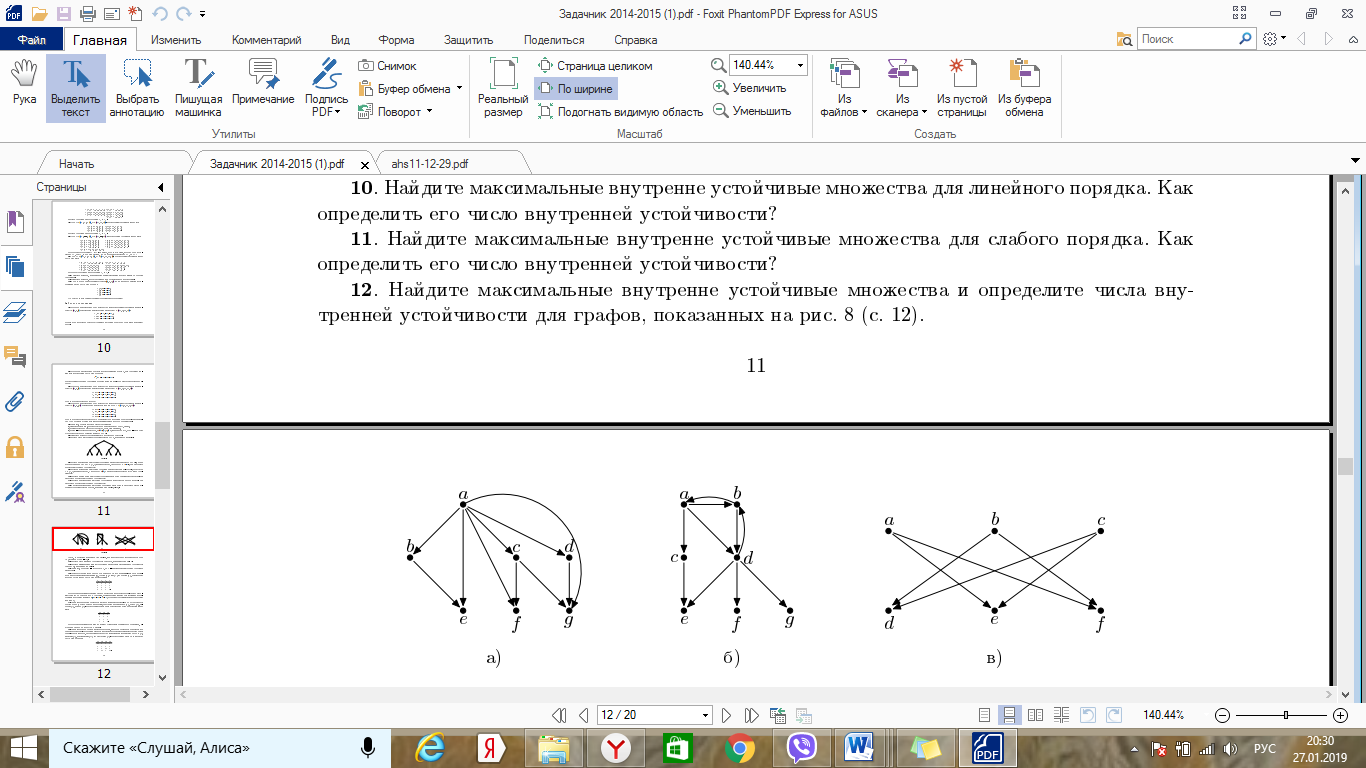 Задачник 2014-2015 (1).pdf - Foxit PhantomPDF Express for ASUS
Файл Главная Изменить Комментарий Вид Форма Защитить Поделиться Справка Поиск
Рука
Выделить текст
Выбрать аннотацию
Пишущая машинка
Примечание
Подпись PDF
Снимок
Буфер обмена
Поворот
Утилиты
Реальный размер
Страница целиком
По ширине
Подогнать видимую область
140.44%
Увеличить
Уменьшить
Масштаб
Из файлов
Из сканера
Из пустой страницы
Из буфера обмена
Создать
Начать Задачник 2014-2015 (1).pdf ahs11-12-29.pdf
Страницы
10
11
12
10. Найдите максимальные внутренне устойчивые множества для линейного порядка. Как
определить его число внутренней устойчивости?
11. Найдите максимальные внутренне устойчивые множества для слабого порядка. Как
определить его число внутренней устойчивости?
12. Найдите максимальные внутренне устойчивые множества и определите числа вну-
тренней устойчивости для графов, показанных на рис. 8 (с. 12).
11
a
b c d
e f g
а)
a b
c d
e f g
б)
a b c
d e f
в)
12 / 20
140.44%
Скажите «Слушай, Алиса»
РУС
20:30
27.01.2019